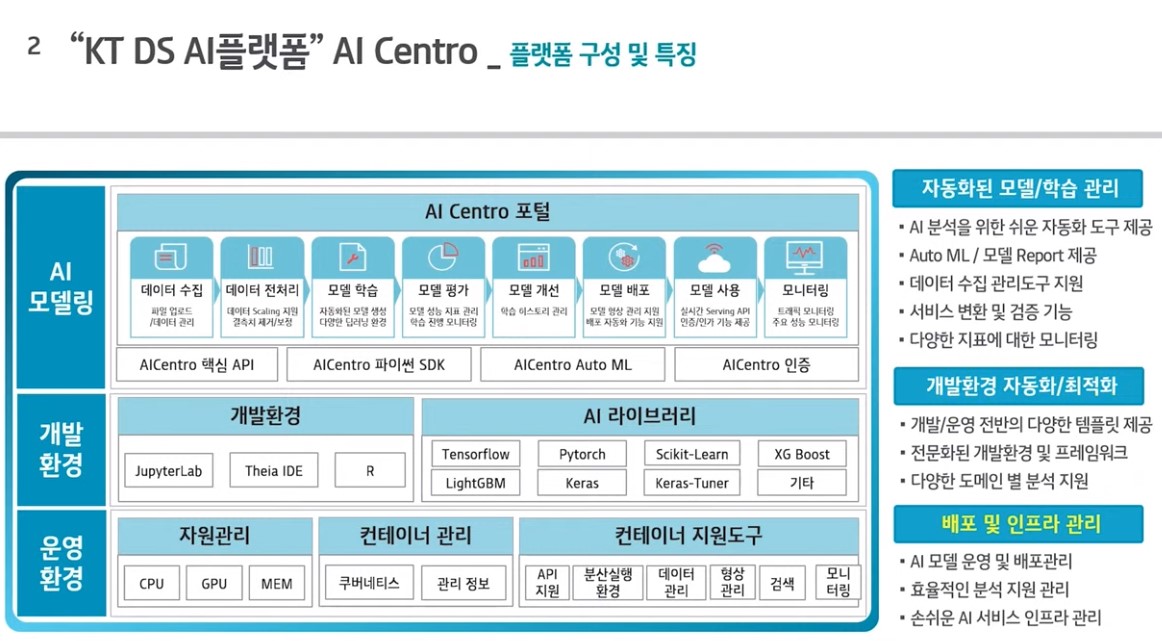 2 “KT DS AI플랫폼” AI Centro _ 플랫폼 구성 및 특징
AI
모델링
AI Centro 포털
데이터 수집
파일 업로드
/데이터 관리
데이터 전처리
데이터 Scaling 지원
결측치 제거/보정
모델 학습
자동화된 모델 생성
다양한 딥러닝 환경
모델 평가
모델 성능 지표 관리
학습 진행 모니터링
모델 개선
학습 히스토리 관리
모델 배포
모델 형상 관리 지원
배포 자동화 기능 지원
모델 사용
실시간 Serving API
인증/인가 기능 제공
모니터링
트래픽 모니터링
주요 성능 모니터링
AICentro 핵심 API
AICentro 파이썬 SDK
AICentro Auto ML
AICentro 인증
개발
환경
개발환경
JupyterLab
Theia IDE
R
AI 라이브러리
Tensorflow
Pytorch
Scikit-Learn
XG Boost
LightGBM
Keras
Keras-Tuner
기타
운영
환경
자원관리
CPU
GPU
MEM
컨테이너 관리
쿠버네티스
관리 정보
컨테이너 지원도구
API
지원
분산실행
환경
데이터
관리
형상
관리
검색
모니
터링
자동화된 모델/학습 관리
▪ AI 분석을 위한 쉬운 자동화 도구 제공
▪ Auto ML / 모델 Report 제공
▪ 데이터 수집 관리도구 지원
▪ 서비스 변환 및 검증 기능
▪ 다양한 지표에 대한 모니터링
개발환경 자동화/최적화
▪ 개발/운영 전반의 다양한 템플릿 제공
▪ 전문화된 개발환경 및 프레임워크
▪ 다양한 도메인 별 분석 지원
배포 및 인프라 관리
▪ AI 모델 운영 및 배포관리
▪ 효율적인 분석 지원 관리
▪ 손쉬운 AI 서비스 인프라 관리